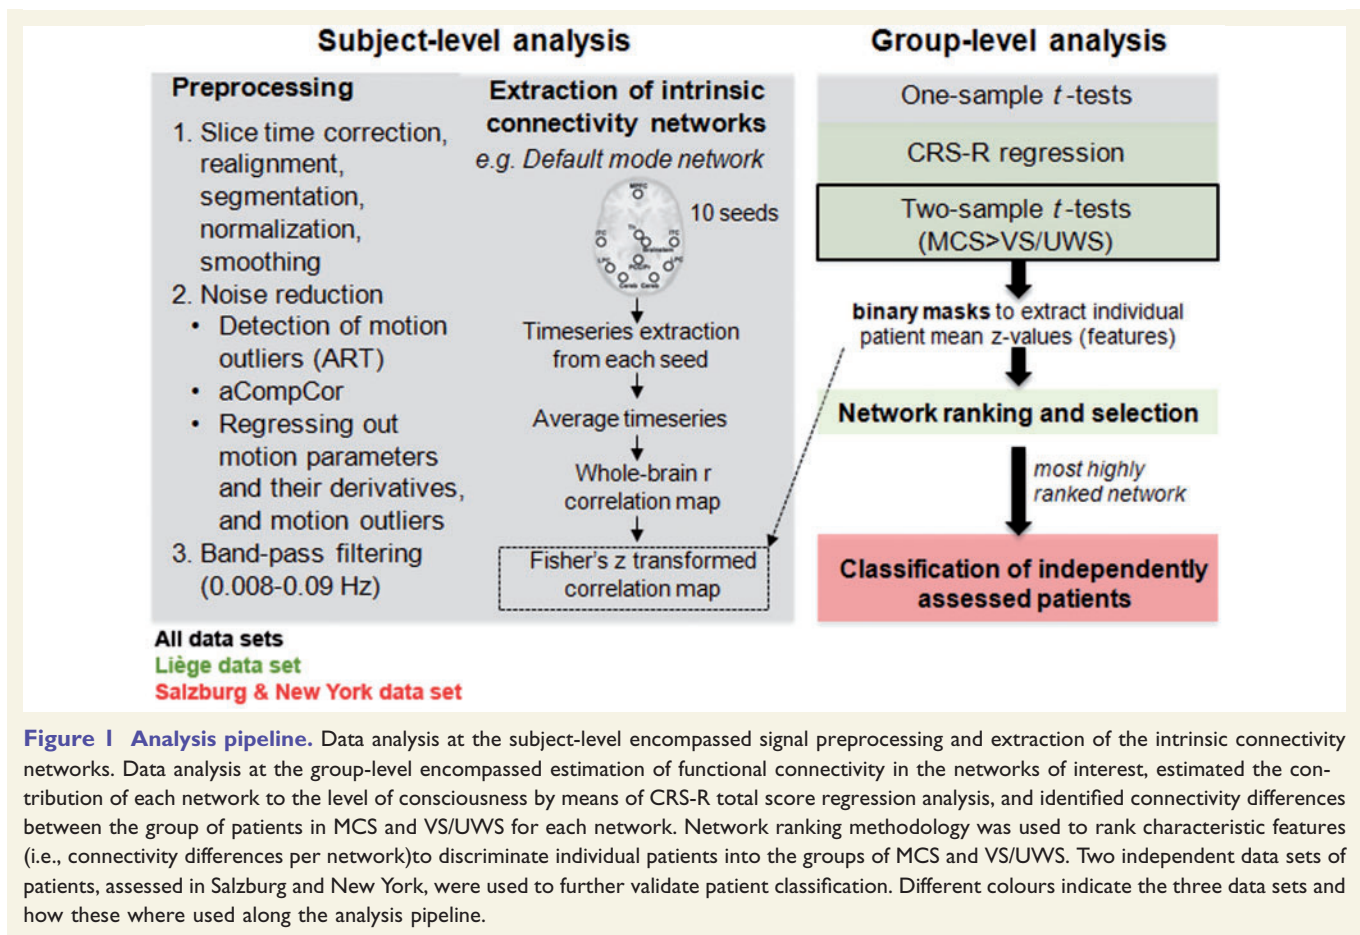 Subject-level analysis
Preprocessing
1. Slice time correction,
realignment,
segmentation,
normalization,
smoothing
2. Noise reduction
• Detection of motion
outliers (ART)
• aCompCor
• Regressing out
motion parameters
and their derivatives,
and motion outliers
3. Band-pass filtering
(0.008-0.09 Hz)
Extraction of intrinsic
connectivity networks
e.g. Default mode network
MPFC
10 seeds
Th
ITC
ITC
Brainstem
LPC
PCC/Pr
LPC
Cereb Cereb
Timeseries extraction
from each seed
Average timeseries
Whole-brain r
correlation map
Fisher's z transformed
correlation map
Group-level analysis
One-sample t-tests
CRS-R regression
Two-sample t-tests
(MCS>VS/UWS)
binary masks to extract individual
patient mean z-values (features)
Network ranking and selection
most highly
ranked network
Classification of independently
assessed patients
All data sets
Liège data set
Salzburg & New York data set
Figure 1 Analysis pipeline. Data analysis at the subject-level encompassed signal preprocessing and extraction of the intrinsic connectivity
networks. Data analysis at the group-level encompassed estimation of functional connectivity in the networks of interest, estimated the con-
tribution of each network to the level of consciousness by means of CRS-R total score regression analysis, and identified connectivity differences
between the group of patients in MCS and VS/UWS for each network. Network ranking methodology was used to rank characteristic features
(i.e., connectivity differences per network)to discriminate individual patients into the groups of MCS and VS/UWS. Two independent data sets of
patients, assessed in Salzburg and New York, were used to further validate patient classification. Different colours indicate the three data sets and
how these where used along the analysis pipeline.